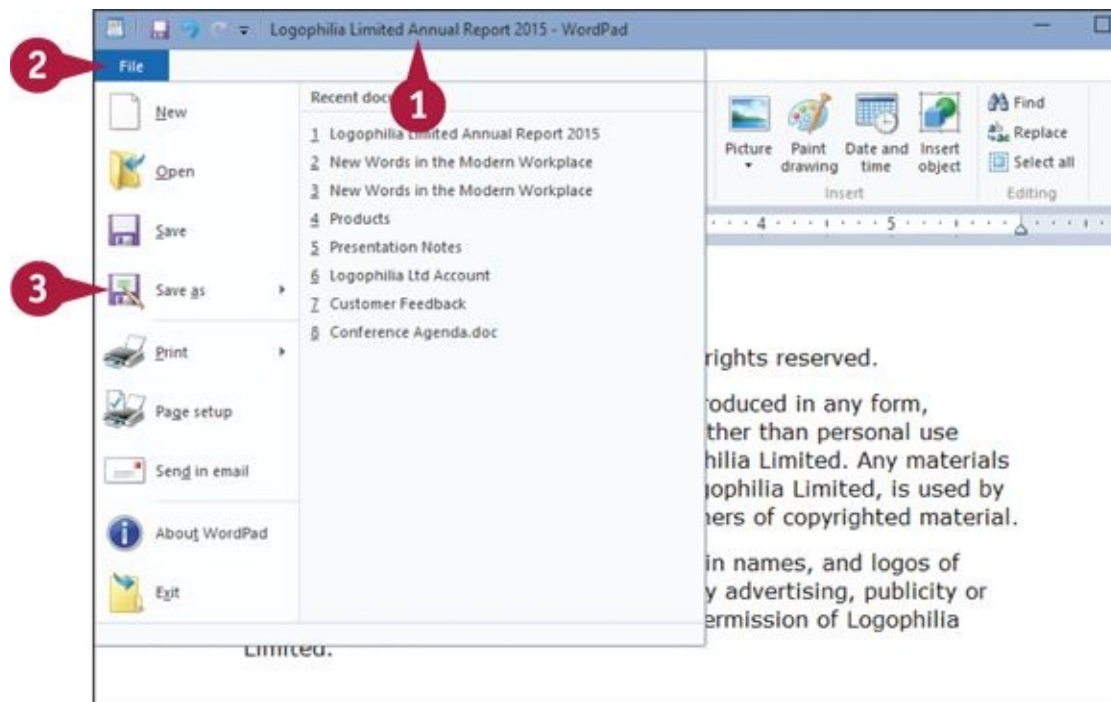 Logophilia Limited Annual Report 2015 - WordPad
2
File
1
Recent doc
New
Open
Save
3
Save as
Print
Page setup
Send in email
About WordPad
Exit
1 Logophilia Limited Annual Report 2015
2 New Words in the Modern Workplace
3 New Words in the Modern Workplace
4 Products
5 Presentation Notes
6 Logophilia Ltd Account
7 Customer Feedback
8 Conference Agenda.doc
Picture
Paint drawing
Date and time
Insert object
Insert
Find
Replace
Select all
Editing
4 5
rights reserved.
roduced in any form,
ther than personal use
hilia Limited. Any materials
gophilia Limited, is used by
ners of copyrighted material.
in names, and logos of
y advertising, publicity or
ermission of Logophilia
Limited.